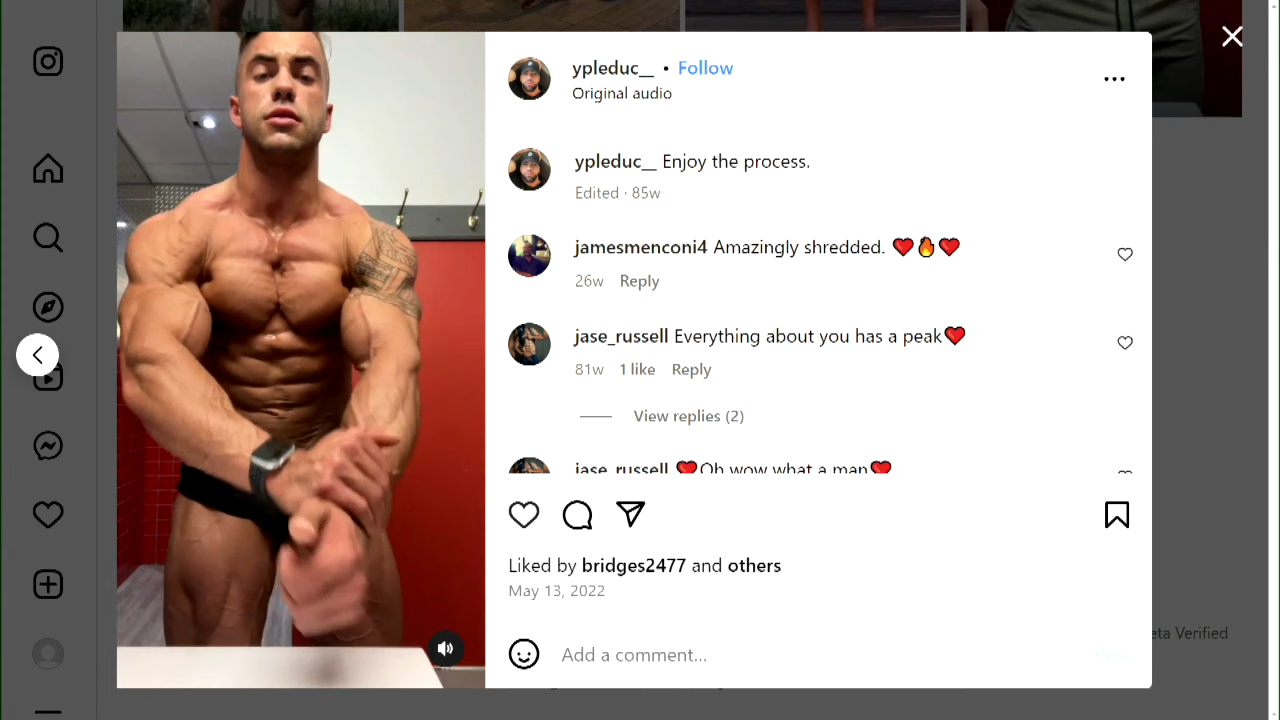 ypleduc__ • Follow
Original audio
ypleduc__ Enjoy the process.
Edited · 85w
jamesmenconi4 Amazingly shredded. ❤️🔥❤️
26w Reply
jase_russell Everything about you has a peak❤️
81w 1 like Reply
View replies (2)
jase_russell ❤️Oh wow what a man❤️
Liked by bridges2477 and others
May 13, 2022
eta Verified
Add a comment...
Post